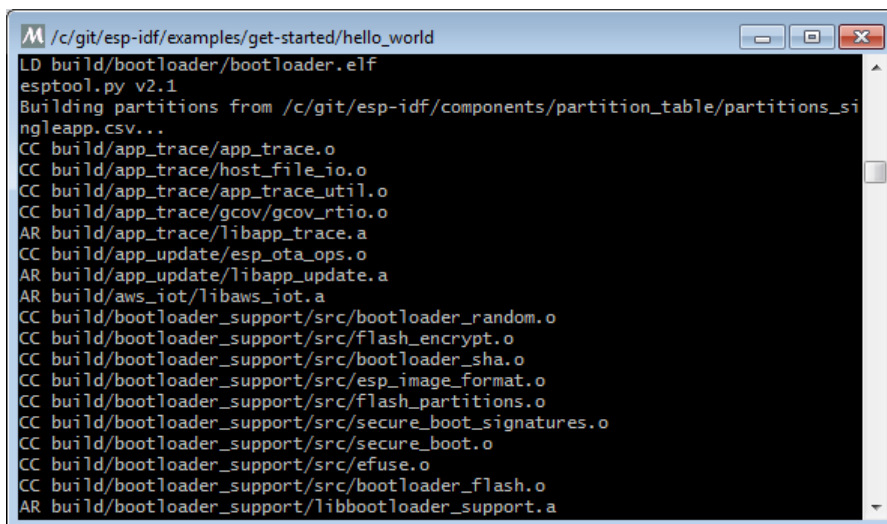 M /c/git/esp-idf/examples/get-started/hello_world
LD build/bootloader/bootloader.elf
esptool.py v2.1
Building partitions from /c/git/esp-idf/components/partition_table/partitions_si
ngleapp.csv...
CC build/app_trace/app_trace.o
CC build/app_trace/host_file_io.o
CC build/app_trace/app_trace_util.o
CC build/app_trace/gcov/gcov_rtio.o
AR build/app_trace/libapp_trace.a
CC build/app_update/esp_ota_ops.o
AR build/app_update/libapp_update.a
AR build/aws_iot/libaws_iot.a
CC build/bootloader_support/src/bootloader_random.o
CC build/bootloader_support/src/flash_encrypt.o
CC build/bootloader_support/src/bootloader_sha.o
CC build/bootloader_support/src/esp_image_format.o
CC build/bootloader_support/src/flash_partitions.o
CC build/bootloader_support/src/secure_boot_signatures.o
CC build/bootloader_support/src/secure_boot.o
CC build/bootloader_support/src/efuse.o
CC build/bootloader_support/src/bootloader_flash.o
AR build/bootloader_support/libbootloader_support.a